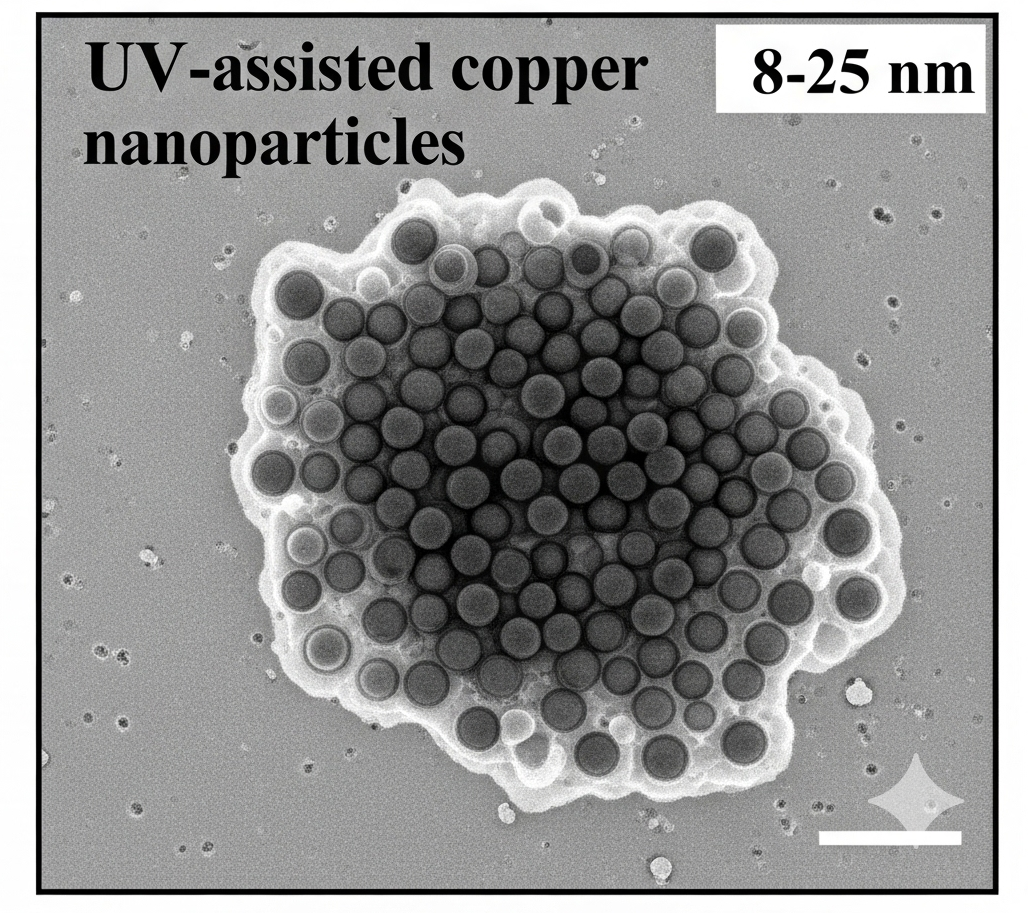 UV-assisted copper
nanoparticles
8-25 nm